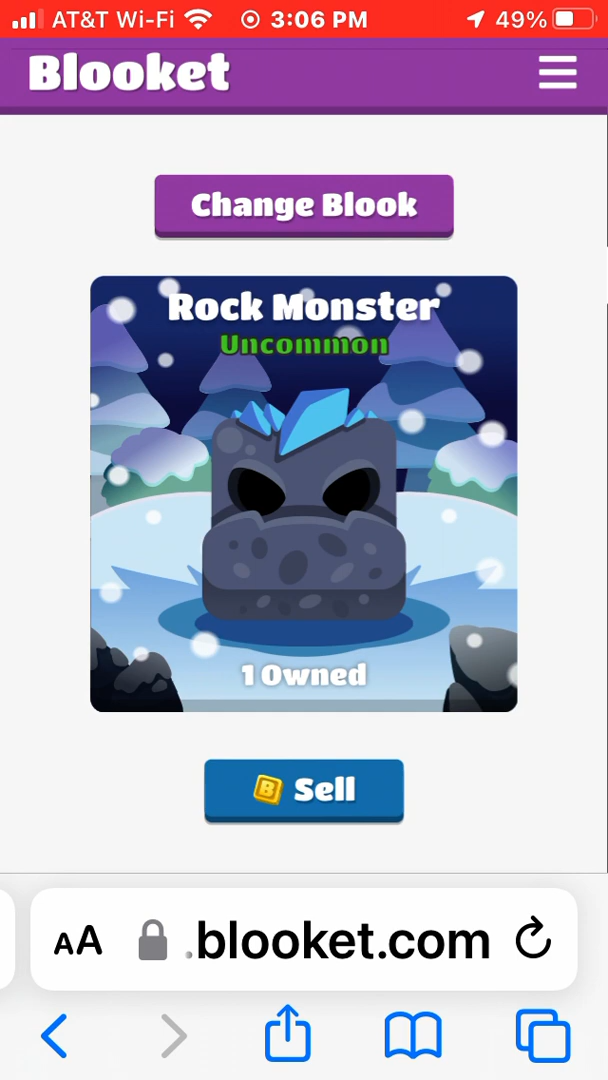 AT&T Wi-Fi 3:06 PM 49%
Blooket
Change Blook
Rock Monster
Uncommon
1 Owned
B Sell
AA .blooket.com